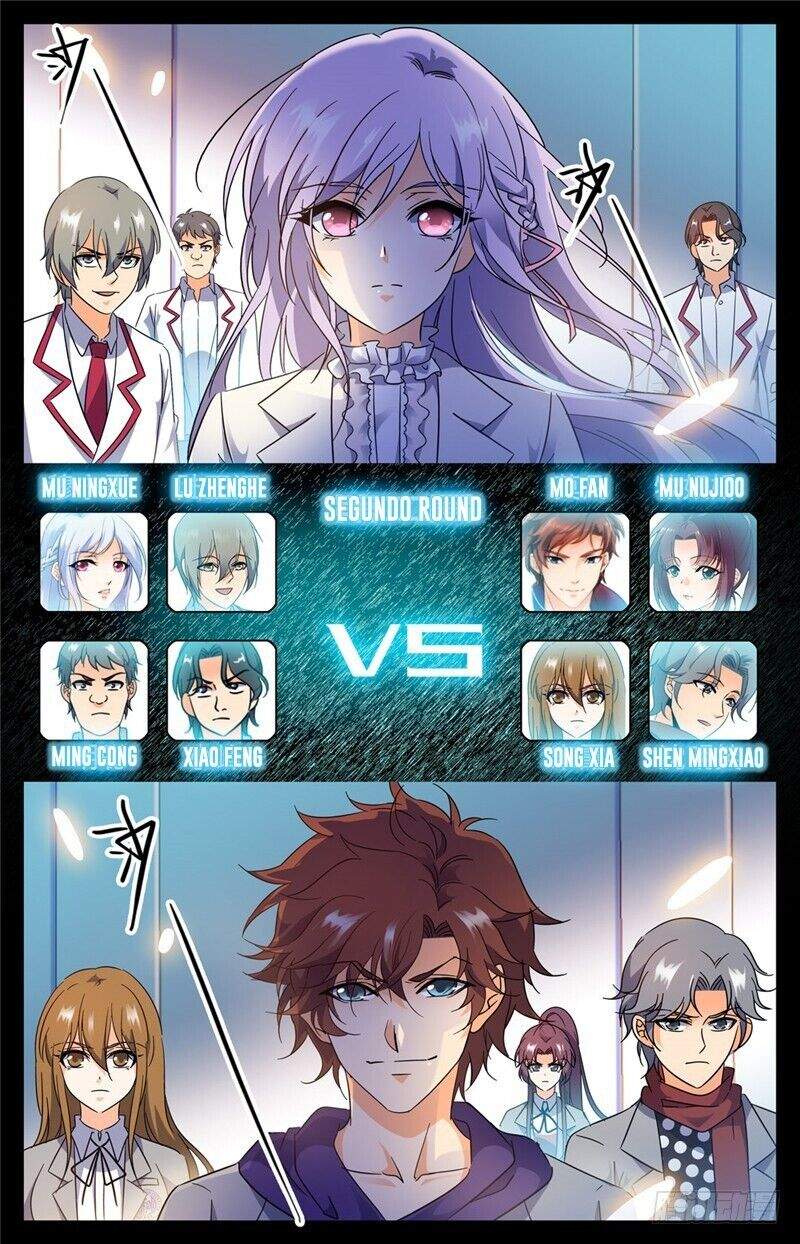 MU NINGXUE
LU ZHENGHE
SEGUNDO ROUND
MO FAN
MU NUJIOO
VS
MING CONG
XIAO FENG
SONG XIA
SHEN MINGXIAO